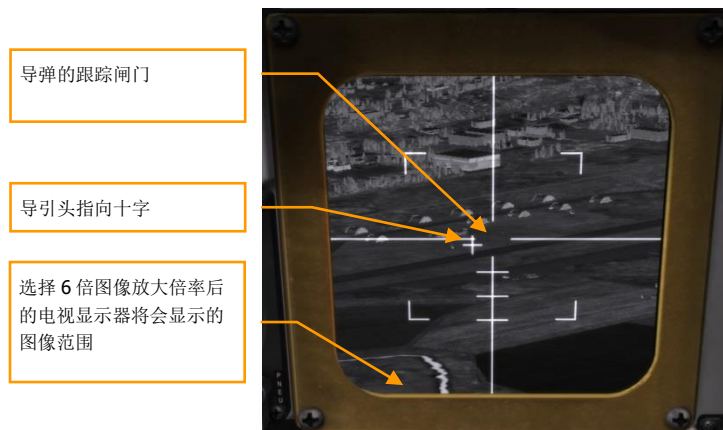 导弹的跟踪闸门
导引头指向十字
选择 6 倍图像放大倍率后
的电视显示器将会显示的
图像范围
PNEU